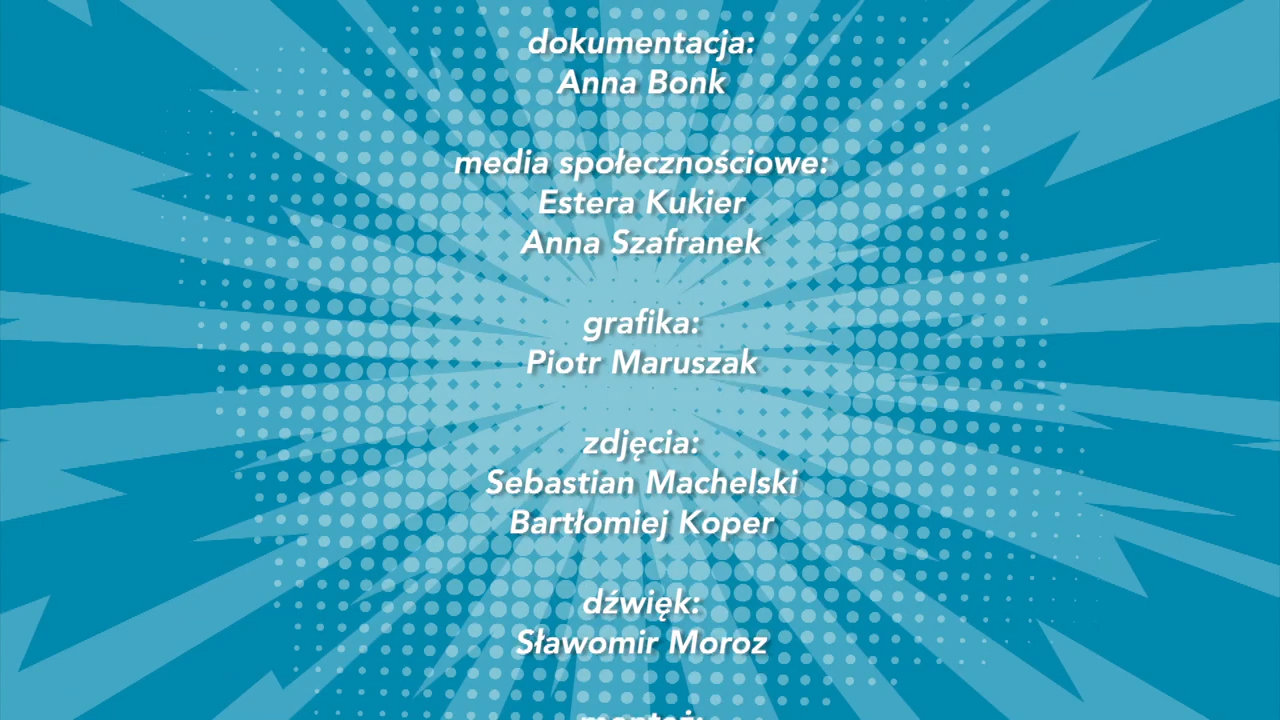 dokumentacja:
Anna Bonk
media społecznościowe:
Estera Kukier
Anna Szafranek
grafika:
Piotr Maruszak
zdjęcia:
Sebastian Machelski
Bartłomiej Koper
dźwięk:
Sławomir Moroz
montaż: